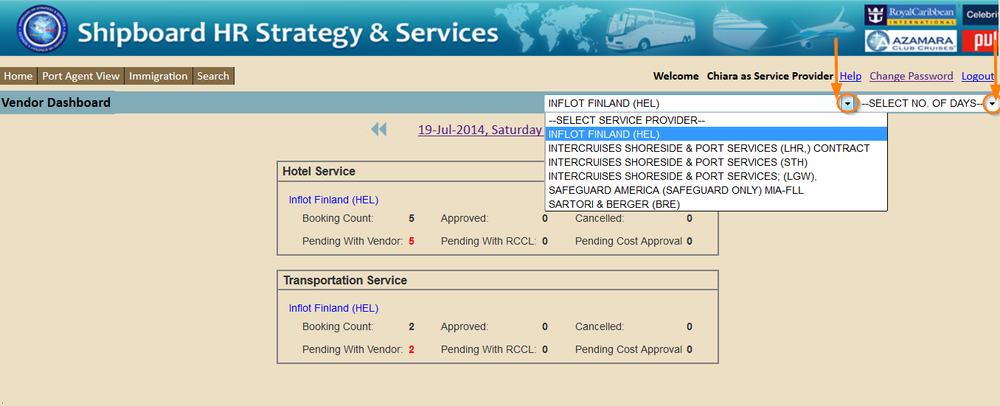 Shipboard HR Strategy & Services
RoyalCaribbean
INTERNATIONAL
Celebri
AZAMARA
CLUB CRUISES
pul
Home Port Agent View Immigration Search
Welcome Chiara as Service Provider Help Change Password Logout
Vendor Dashboard
INFLOT FINLAND (HEL) --SELECT NO. OF DAYS--
--SELECT SERVICE PROVIDER--
INFLOT FINLAND (HEL)
INTERCRUISES SHORESIDE & PORT SERVICES (LHR,) CONTRACT
INTERCRUISES SHORESIDE & PORT SERVICES (STH)
INTERCRUISES SHORESIDE & PORT SERVICES; (LGW),
SAFEGUARD AMERICA (SAFEGUARD ONLY) MIA-FLL
SARTORI & BERGER (BRE)
19-Jul-2014, Saturday
Hotel Service
Inflot Finland (HEL)
Booking Count: 5 Approved: 0 Cancelled: 0
Pending With Vendor: 5 Pending With RCCL: 0 Pending Cost Approval 0
Transportation Service
Inflot Finland (HEL)
Booking Count: 2 Approved: 0 Cancelled: 0
Pending With Vendor: 2 Pending With RCCL: 0 Pending Cost Approval 0